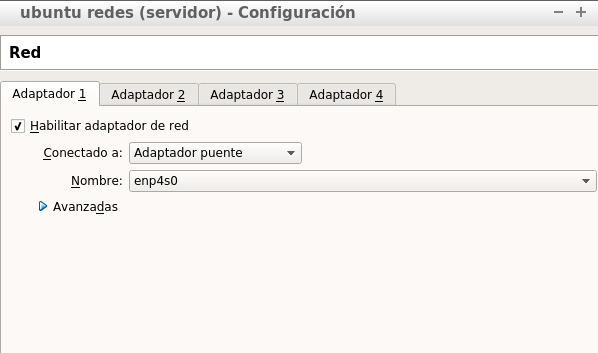 ubuntu redes (servidor) - Configuración
Red
Adaptador 1 Adaptador 2 Adaptador 3 Adaptador 4
Habilitar adaptador de red
Conectado a: Adaptador puente
Nombre: enp4s0
Avanzadas